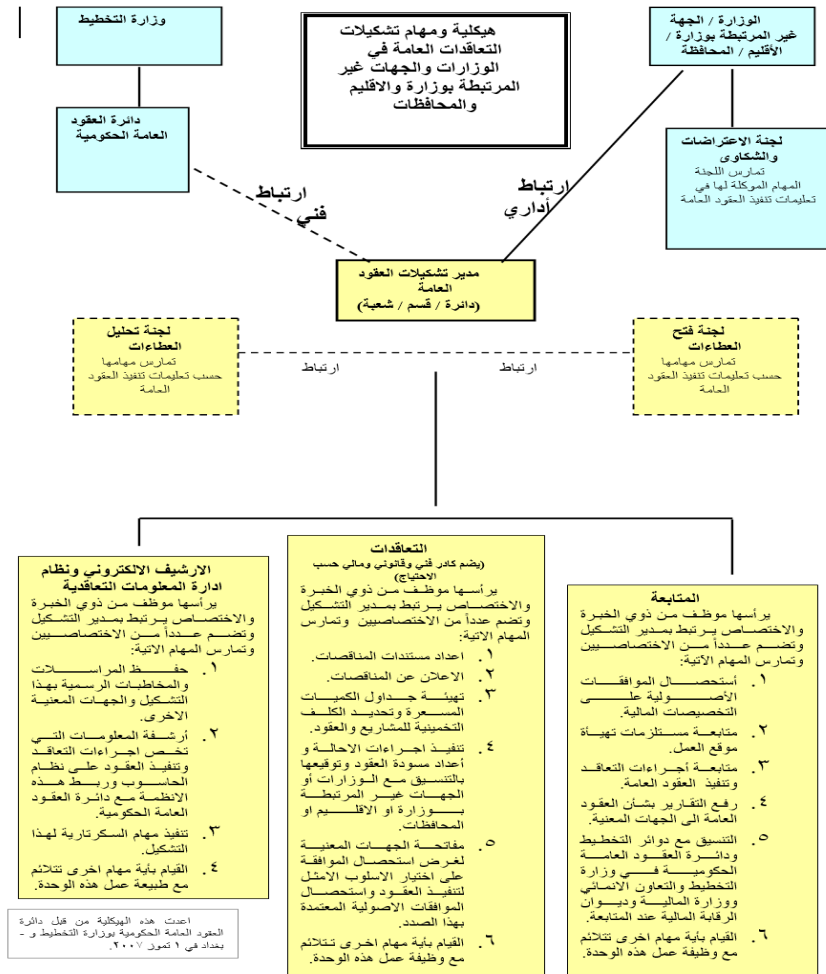 هيكلية ومهام تشكيلات
التعاقدات العامة في
الوزارات والجهات غير
المرتبطة بوزارة والاقليم
والمحافظات
الوزارة / الجهة
غير المرتبطة بوزارة /
الأقليم / المحافظة
وزارة التخطيط
دائرة العقود
العامة الحكومية
لجنة الاعتراضات
والشكاوى
تمارس اللجنة
المهام الموكلة لها في
تعليمات تنفيذ العقود العامة
ارتباط
أداري
ارتباط
فني
مدير تشكيلات العقود
العامة
(دائرة / قسم / شعبة)
لجنة فتح
العطاءات
تمارس مهامها
حسب تعليمات تنفيذ العقود
العامة
لجنة تحليل
العطاءات
تمارس مهامها
حسب تعليمات تنفيذ العقود
العامة
ارتباط
ارتباط
المتابعة
يرأسها موظف من ذوي الخبرة
والاختصاص يرتبط بمدير التشكيل
وتضم عدداً من الاختصاصيين
وتمارس المهام الآتية:
١. أستحصال الموافقات
الأصولية على
التخصيصات المالية.
٢. متابعة مستلزمات تهيأة
موقع العمل.
٣. متابعة أجراءات التعاقد
وتنفيذ العقود العامة.
٤. رفع التقارير بشأن العقود
العامة الى الجهات المعنية.
٥. التنسيق مع دوائر التخطيط
ودائرة العقود العامة
الحكومية في وزارة
التخطيط والتعاون الانمائي
ووزارة المالية وديوان
الرقابة المالية عند المتابعة.
٦. القيام بأية مهام اخرى تتلائم
مع وظيفة عمل هذه الوحدة.
التعاقدات
(يضم كادر فني وقانوني ومالي حسب
الاحتياج)
يرأسها موظف من ذوي الخبرة
والاختصاص يرتبط بمدير التشكيل
وتضم عدداً من الاختصاصيين وتمارس
المهام الاتية:
١. اعداد مستندات المناقصات.
٢. الاعلان عن المناقصات.
٣. تهيئة جداول الكميات
المسعرة وتحديد الكلف
التخمينية للمشاريع والعقود.
٤. تنفيذ اجراءات الاحالة و
أعداد مسودة العقود وتوقيعها
بالتنسيق مع الوزارات أو
الجهات غير المرتبطة
بوزارة او الاقليم او
المحافظات.
٥. مفاتحة الجهات المعنية
لغرض استحصال الموافقة
على اختيار الاسلوب الامثل
لتنفيذ العقود واستحصال
الموافقات الاصولية المعتمدة
بهذا الصدد.
٦. القيام بأية مهام اخرى تتلائم
مع وظيفة عمل هذه الوحدة.
الارشيف الالكتروني ونظام
ادارة المعلومات التعاقدية
يرأسها موظف من ذوي الخبرة
والاختصاص يرتبط بمدير التشكيل
وتضم عدداً من الاختصاصيين
وتمارس المهام الاتية:
١. حفظ المراسلات
والمخاطبات الرسمية بهذا
التشكيل والجهات المعنية
الاخرى.
٢. أرشفة المعلومات التي
تخص اجراءات التعاقد
وتنفيذ العقود على نظام
الحاسوب وربط هذه
الانظمة مع دائرة العقود
العامة الحكومية.
٣. تنفيذ مهام السكرتارية لهذا
التشكيل.
٤. القيام بأية مهام اخرى تتلائم
مع طبيعة عمل هذه الوحدة.
اعدت هذه الهيكلية من قبل دائرة
العقود العامة الحكومية بوزارة التخطيط و -
بغداد في ١ تموز ٢٠٠٧.